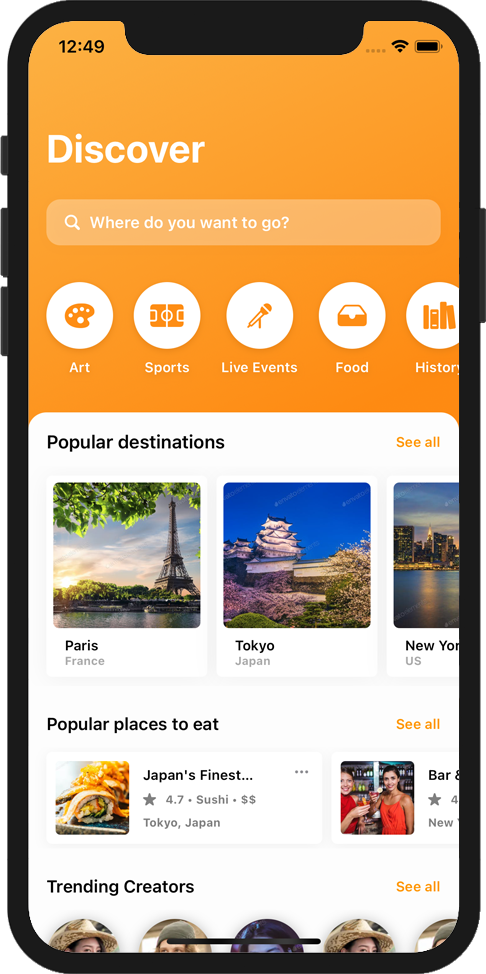 12:49
Discover
Where do you want to go?
Art
Sports
Live Events
Food
History
Popular destinations
See all
Paris
France
Tokyo
Japan
New Yor
US
Popular places to eat
See all
Japan's Finest...
4.7 • Sushi • $$
Tokyo, Japan
Bar &
4
New
Trending Creators
See all